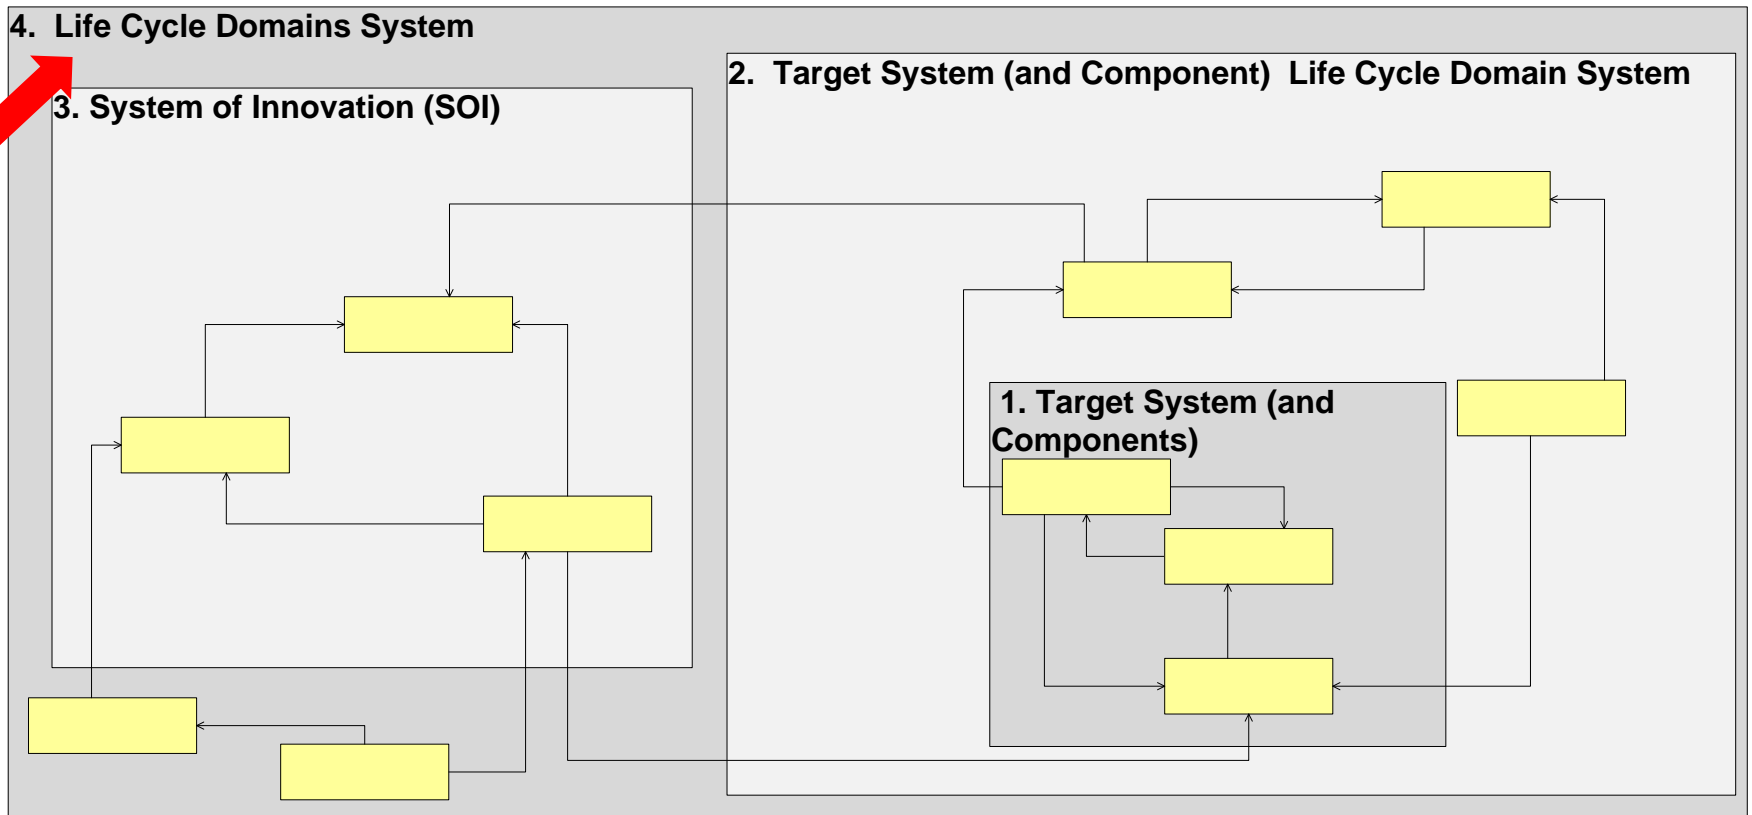 4.  Life Cycle Domains System
2.  Target System (and Component)  Life Cycle Domain System
3. System of Innovation (SOI)
1. Target System (and
Components)